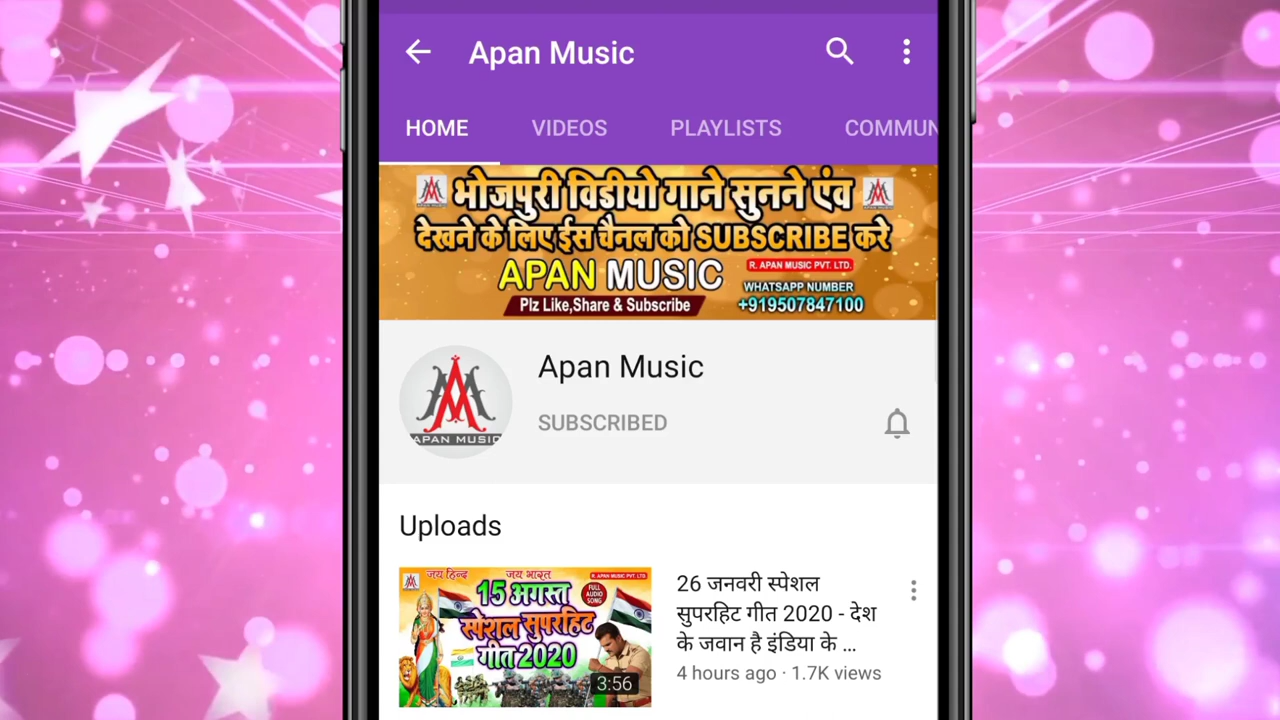 Apan Music
HOME VIDEOS PLAYLISTS COMMUN
भोजपुरी विडीयो गाने सुनने एंव
देखने के लिए ईस चैनल को SUBSCRIBE करे
APAN MUSIC
R. APAN MUSIC PVT. LTD.
WHATSAPP NUMBER
Plz Like,Share & Subscribe
+919507847100
Apan Music
SUBSCRIBED
APAN MUSIC
Uploads
जय हिन्द जय भारत
R. APAN MUSIC PVT. LTD
15 अगस्त
FULL
AUDIO
SONG
स्पेशल सुपरहिट
गीत 2020
3:56
26 जनवरी स्पेशल
सुपरहिट गीत 2020 - देश
के जवान है इंडिया के ...
4 hours ago · 1.7K views